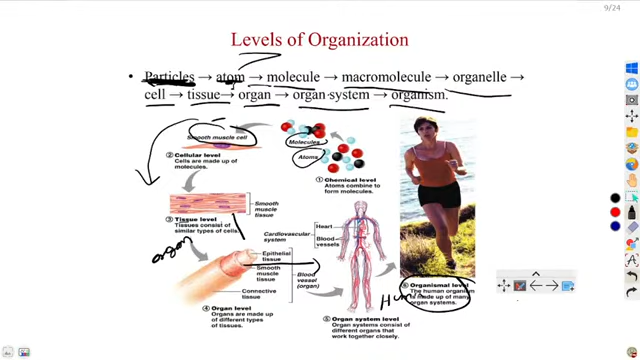 9/24
Levels of Organization
• Particles → atom → molecule → macromolecule → organelle →
cell → tissue→ organ → organ-system → organism.
Smooth muscle cell
Molecules
Atoms
② Cellular level
Cells are made up of
molecules.
① Chemical level
Atoms combine to
form molecules.
Smooth
muscle
tissue
③ Tissue level
Tissues consist of
similar types of cells.
organ
Heart
Blood
vessels
Cardiovascular
system
Epithelial
tissue
Smooth
muscle
tissue
Connective
tissue
Blood
vessel
(organ)
④ Organ level
Organs are made up
of different types
of tissues.
⑤ Organ system level
Organ systems consist of
different organs that
work together closely.
Human
⑥ Organismal level
The human organism
is made up of many
organ systems.